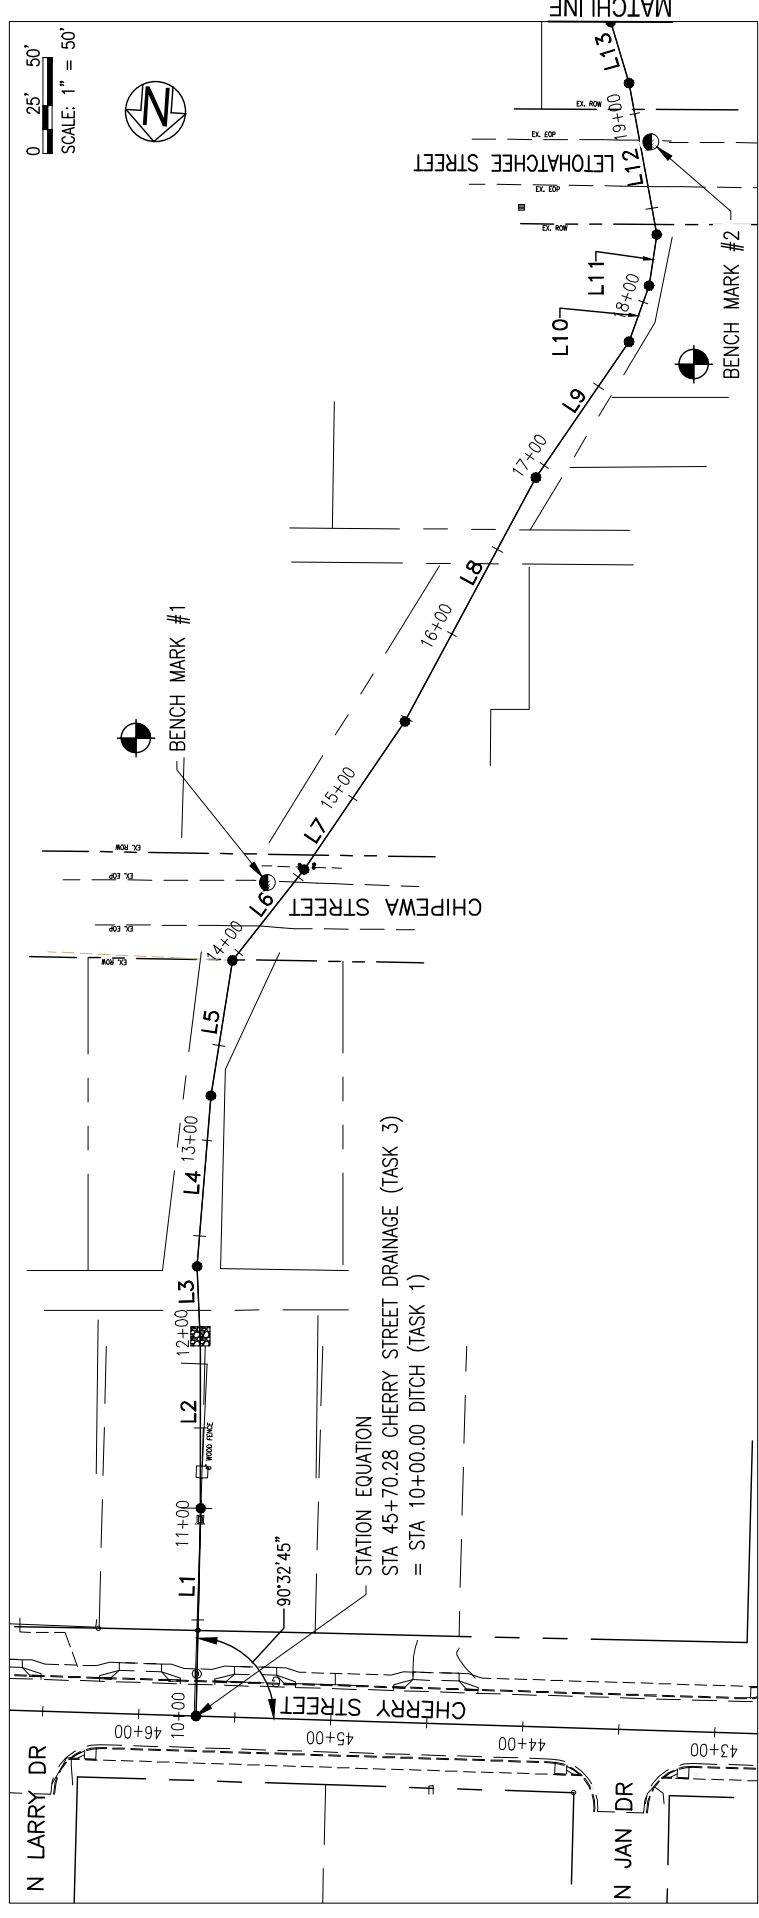 MATCHLINE
0 25' 50'
SCALE: 1" = 50'
N
L13
19+00
EX. ROW
EX. EOP
LETOHATCHEE STREET
L12
EX. EOP
EX. ROW
BENCH MARK #2
L11
18+00
L10
L9
17+00
L8
16+00
BENCH MARK #1
15+00
L7
EX. ROW
EX. EOP
CHIPEWA STREET
L6
EX. EOP
14+00
EX. ROW
L5
13+00
L4
L3
12+00
L2
6' WOOD FENCE
11+00
L1
STATION EQUATION
STA 45+70.28 CHERRY STREET DRAINAGE (TASK 3)
= STA 10+00.00 DITCH (TASK 1)
90°32'45"
10+00
CHERRY STREET
46+00
45+00
44+00
43+00
N LARRY DR
N JAN DR